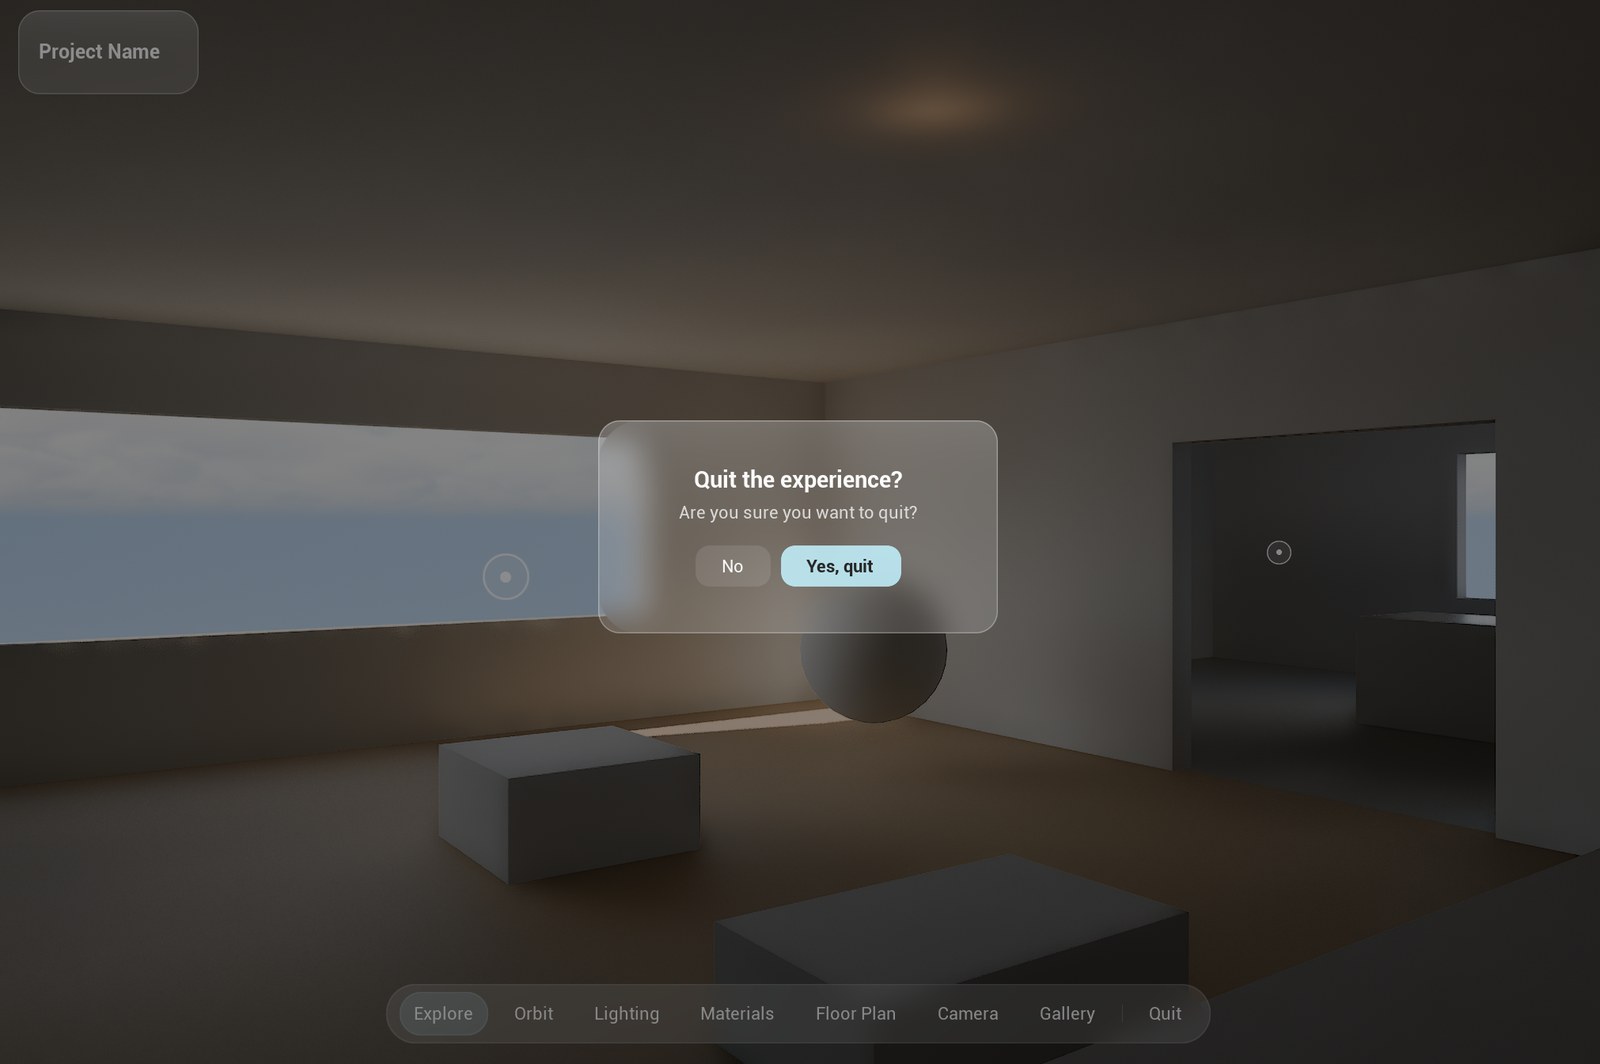 Project Name
Quit the experience?
Are you sure you want to quit?
No
Yes, quit
Explore
Orbit
Lighting
Materials
Floor Plan
Camera
Gallery
Quit